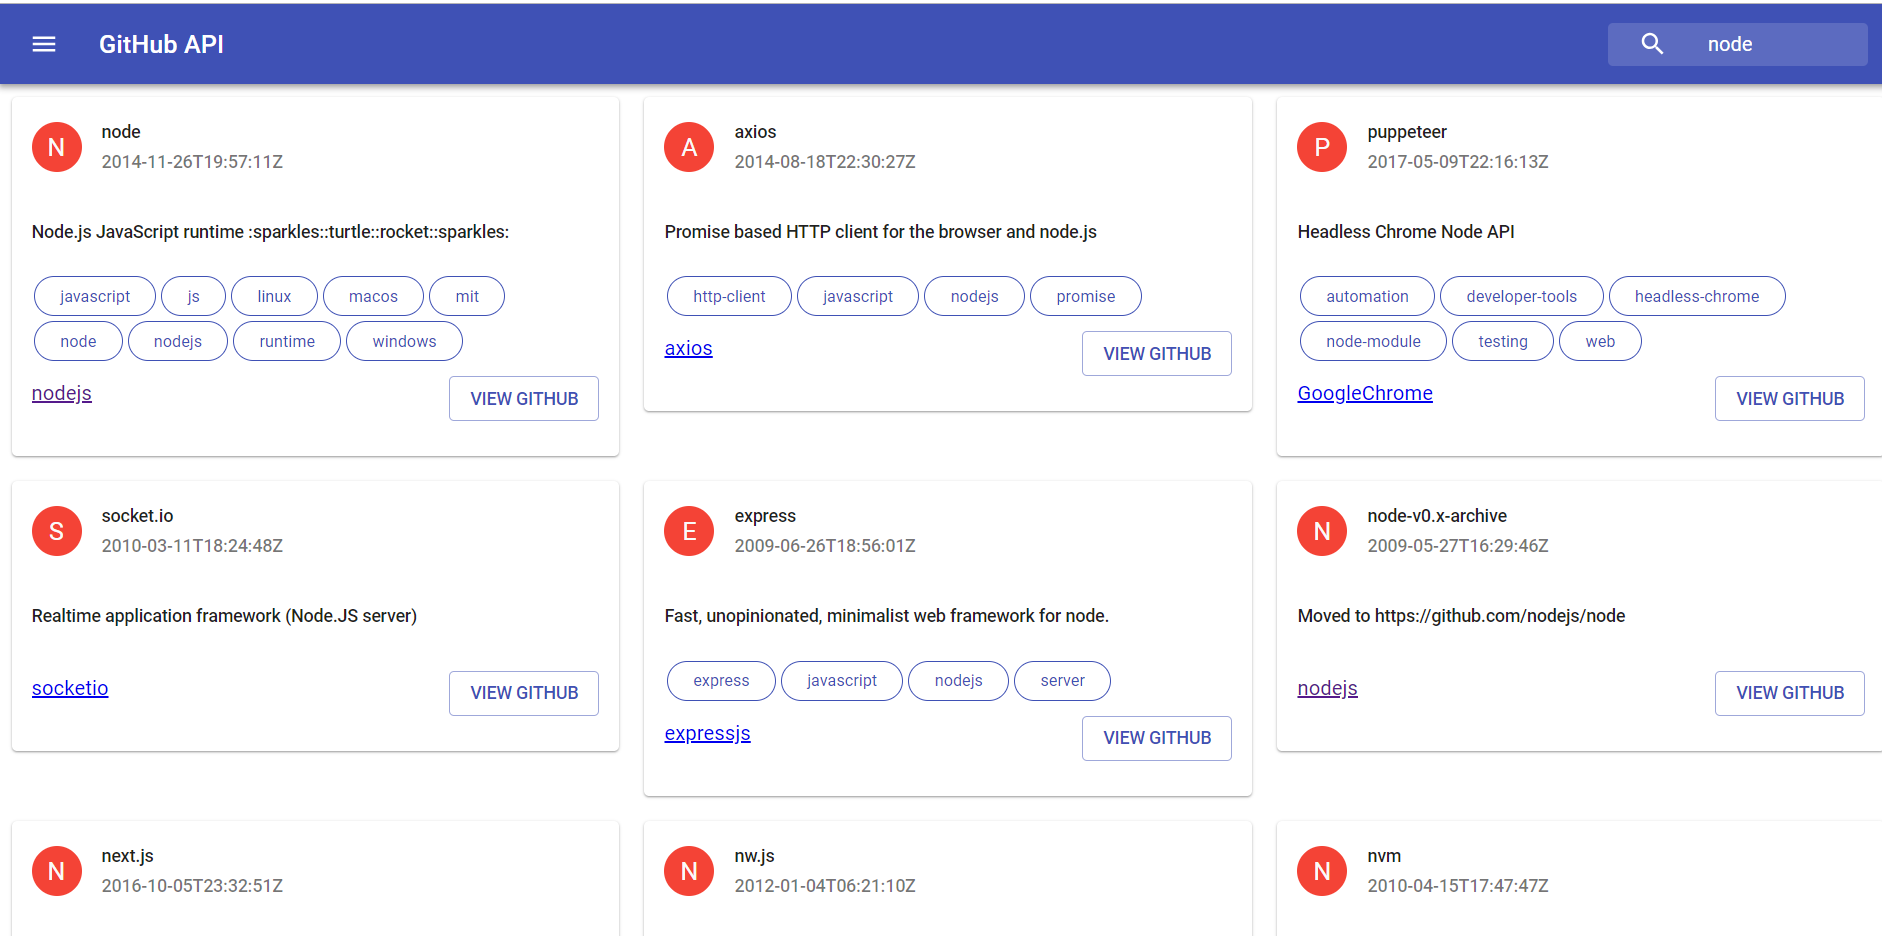 GitHub API
node
N
node
2014-11-26T19:57:11Z
Node.js JavaScript runtime :sparkles::turtle::rocket::sparkles:
javascript js linux macos mit
node nodejs runtime windows
nodejs
VIEW GITHUB
A
axios
2014-08-18T22:30:27Z
Promise based HTTP client for the browser and node.js
http-client javascript nodejs promise
axios
VIEW GITHUB
P
puppeteer
2017-05-09T22:16:13Z
Headless Chrome Node API
automation developer-tools headless-chrome
node-module testing web
GoogleChrome
VIEW GITHUB
S
socket.io
2010-03-11T18:24:48Z
Realtime application framework (Node.JS server)
socketio
VIEW GITHUB
E
express
2009-06-26T18:56:01Z
Fast, unopinionated, minimalist web framework for node.
express javascript nodejs server
expressjs
VIEW GITHUB
N
node-v0.x-archive
2009-05-27T16:29:46Z
Moved to https://github.com/nodejs/node
nodejs
VIEW GITHUB
N
next.js
2016-10-05T23:32:51Z
N
nw.js
2012-01-04T06:21:10Z
N
nvm
2010-04-15T17:47:47Z